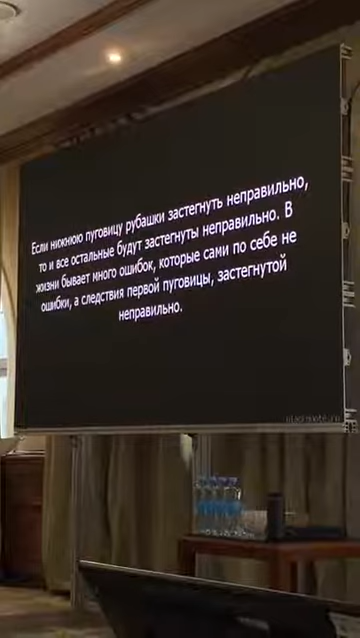 Если нижнюю пуговицу рубашки застегнуть неправильно,
то и все остальные будут застегнуты неправильно. В
жизни бывает много ошибок, которые сами по себе не
ошибки, а следствия первой пуговицы, застегнутой
неправильно.